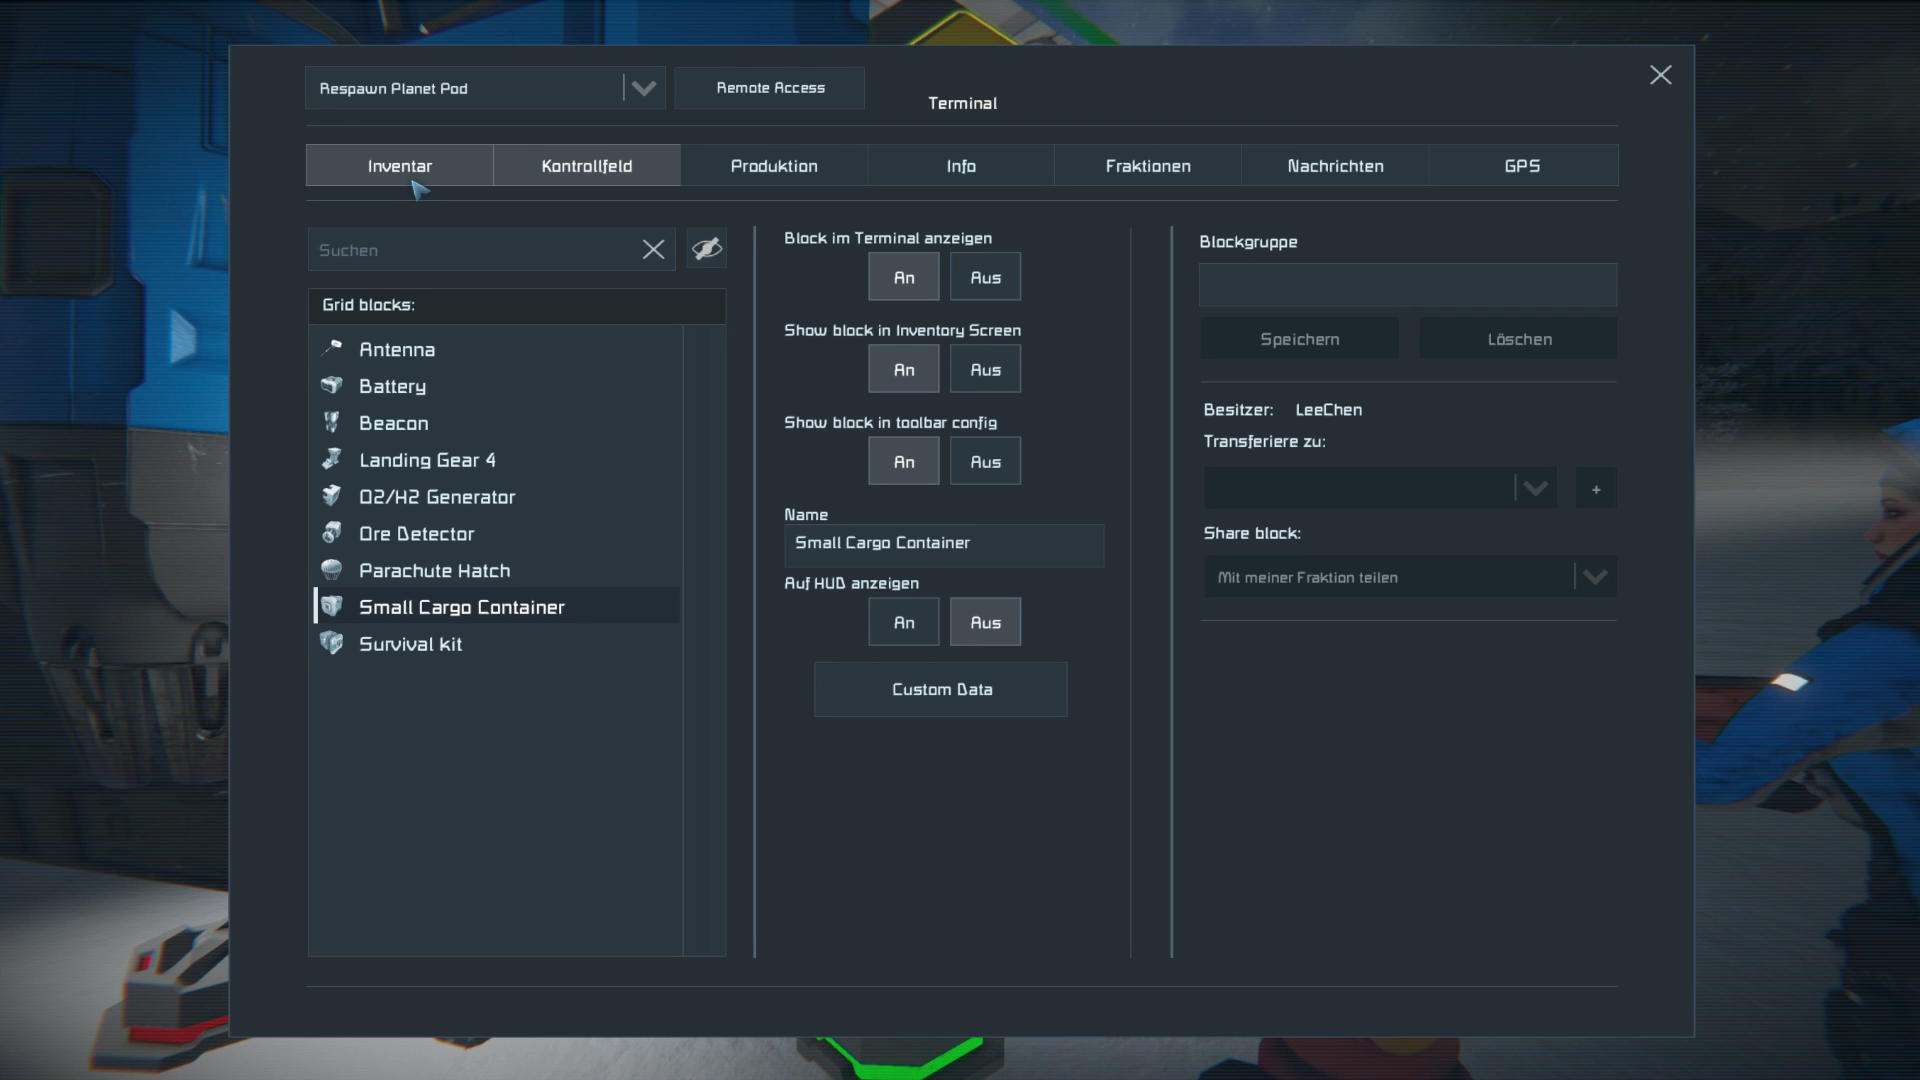 Respawn Planet Pod
Remote Access
Terminal
Inventar
Kontrollfeld
Produktion
Info
Fraktionen
Nachrichten
GPS
Suchen
Grid blocks:
Antenna
Battery
Beacon
Landing Gear 4
O2/H2 Generator
Ore Detector
Parachute Hatch
Small Cargo Container
Survival kit
Block im Terminal anzeigen
An Aus
Show block in Inventory Screen
An Aus
Show block in toolbar config
An Aus
Name
Small Cargo Container
Auf HUD anzeigen
An Aus
Custom Data
Blockgruppe
Speichern Löschen
Besitzer: LeeChen
Transferiere zu:
+
Share block:
Mit meiner Fraktion teilen